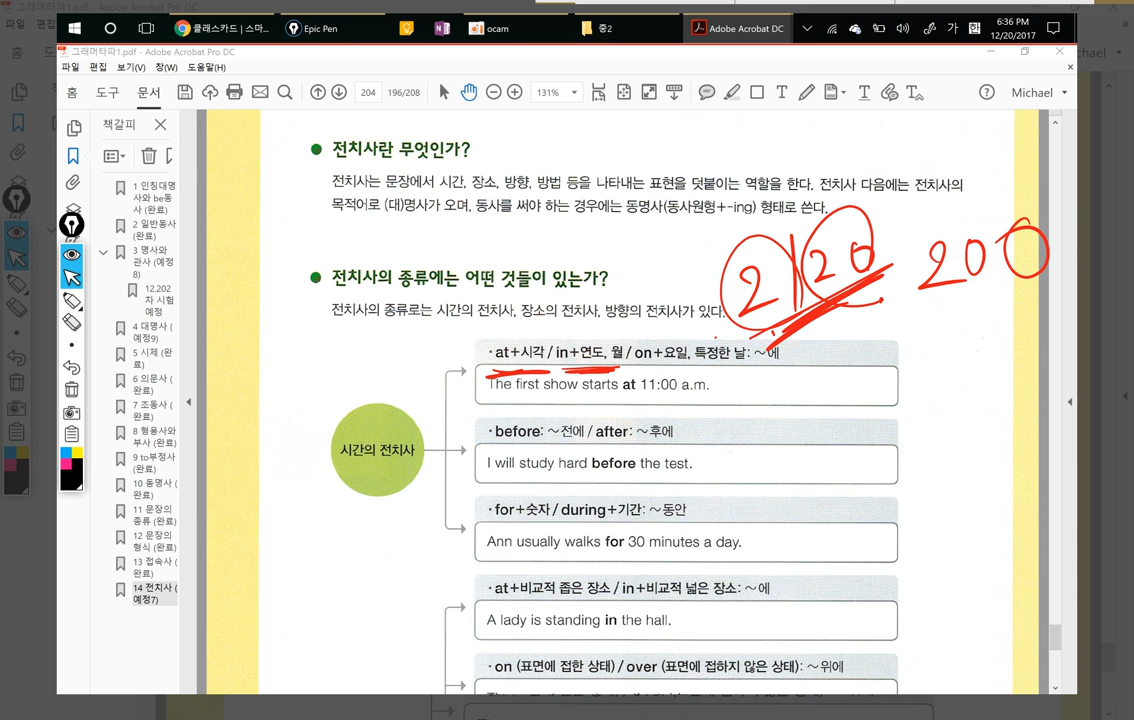 클래스카드 | 스마...
Epic Pen
ocam
중2
Adobe Acrobat Pro DC
가
6:36 PM
12/20/2017
그래머타파1.pdf - Adobe Acrobat Pro DC
파일 편집 보기(V) 창(W) 도움말(H)
홈 도구 문서 204 196/208 131% Michael
책갈피
1 인칭대명
사와 be동
사 (완료)
2 일반동사
(완료)
3 명사와
관사 (예정
8)
12.202
차 시험
예정
4 대명사 (
예정9)
5 시제 (완
료)
6 의문사 (
완료)
7 조동사 (
완료)
8 형용사와
부사 (완료)
9 to부정사
(완료)
10 동명사 (
완료)
11 문장의
종류 (완료)
12 문장의
형식 (완료)
13 접속사 (
완료)
14 전치사 (
예정7)
전치사란 무엇인가?
전치사는 문장에서 시간, 장소, 방향, 방법 등을 나타내는 표현을 덧붙이는 역할을 한다. 전치사 다음에는 전치사의
목적어로 (대)명사가 오며, 동사를 써야 하는 경우에는 동명사(동사원형+-ing) 형태로 쓴다.
2 20 200
전치사의 종류에는 어떤 것들이 있는가?
전치사의 종류로는 시간의 전치사, 장소의 전치사, 방향의 전치사가 있다.
·at+시각 / in+연도, 월 / on+요일, 특정한 날: ~에
The first show starts at 11:00 a.m.
시간의 전치사
·before: ~전에 / after: ~후에
I will study hard before the test.
·for+숫자 / during+기간: ~동안
Ann usually walks for 30 minutes a day.
·at+비교적 좁은 장소 / in+비교적 넓은 장소: ~에
A lady is standing in the hall.
·on (표면에 접한 상태) / over (표면에 접하지 않은 상태): ~위에